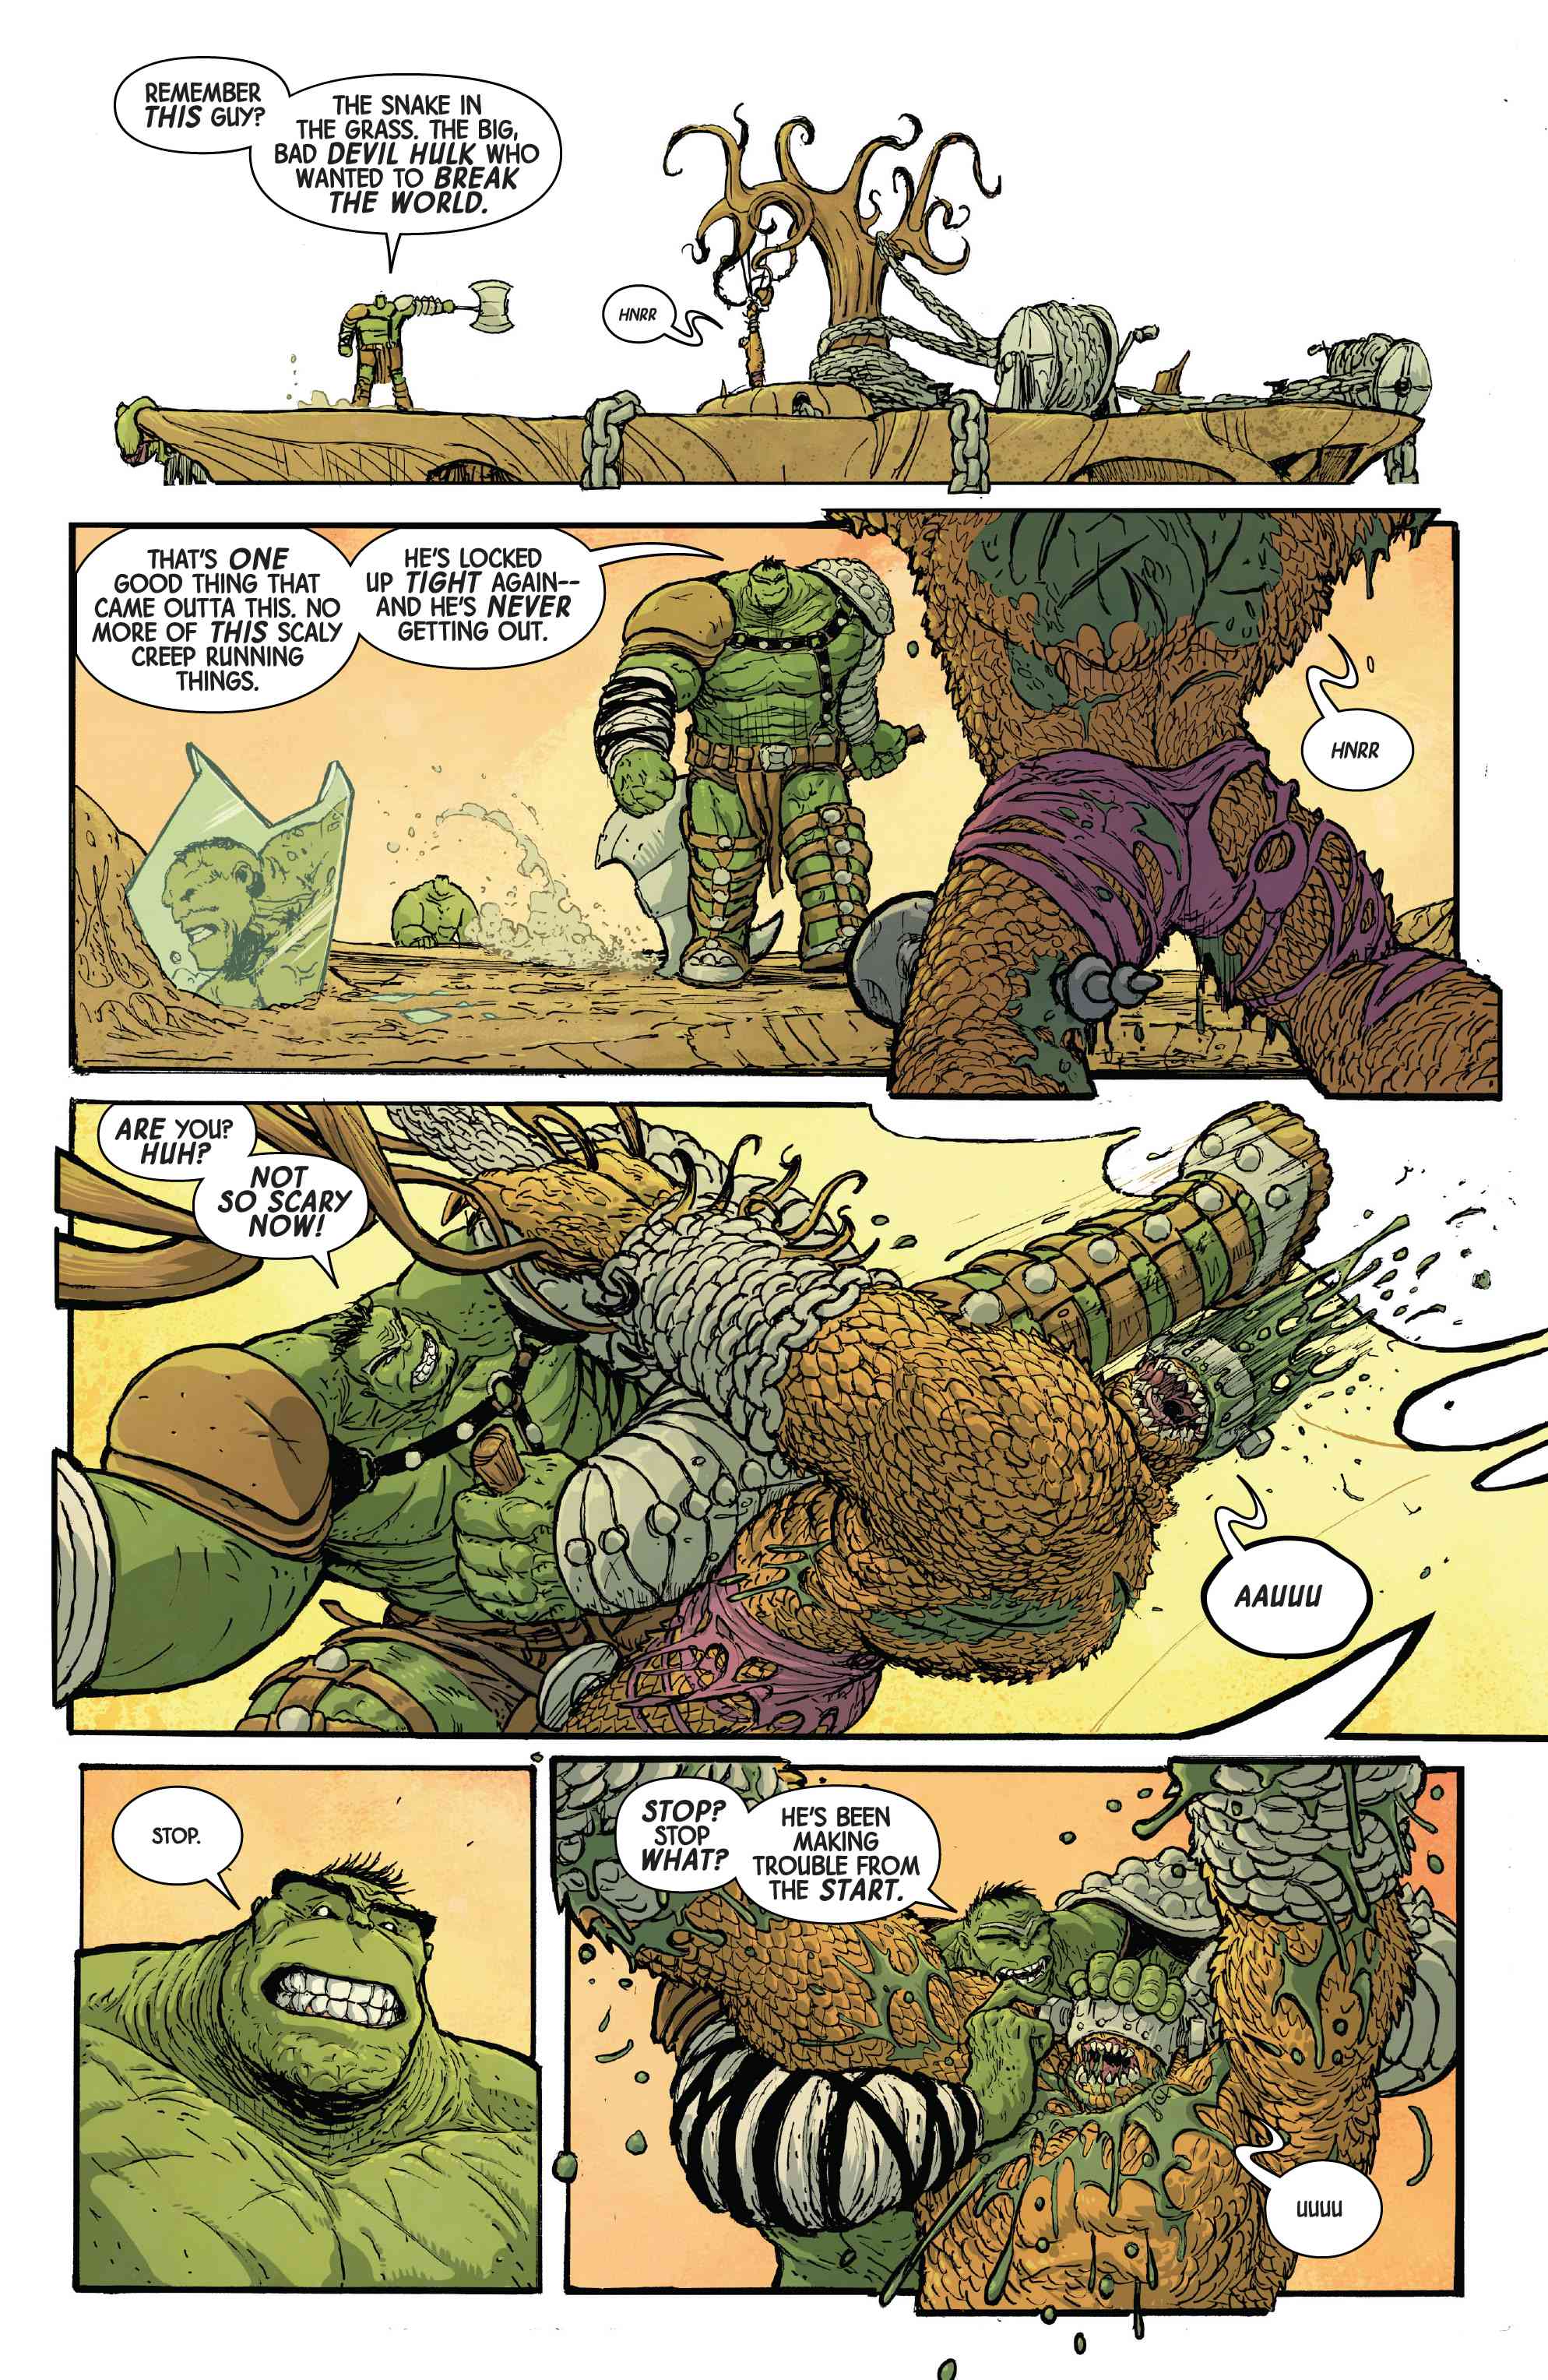 REMEMBER
THIS GUY?
THE SNAKE IN
THE GRASS. THE BIG,
BAD DEVIL HULK WHO
WANTED TO BREAK
THE WORLD.
HNRR
THAT'S ONE
GOOD THING THAT
CAME OUTTA THIS. NO
MORE OF THIS SCALY
CREEP RUNNING
THINGS.
HE'S LOCKED
UP TIGHT AGAIN--
AND HE'S NEVER
GETTING OUT.
HNRR
ARE YOU?
HUH?
NOT
SO SCARY
NOW!
AAUUU
STOP.
STOP?
STOP
WHAT?
HE'S BEEN
MAKING
TROUBLE FROM
THE START.
UUUU